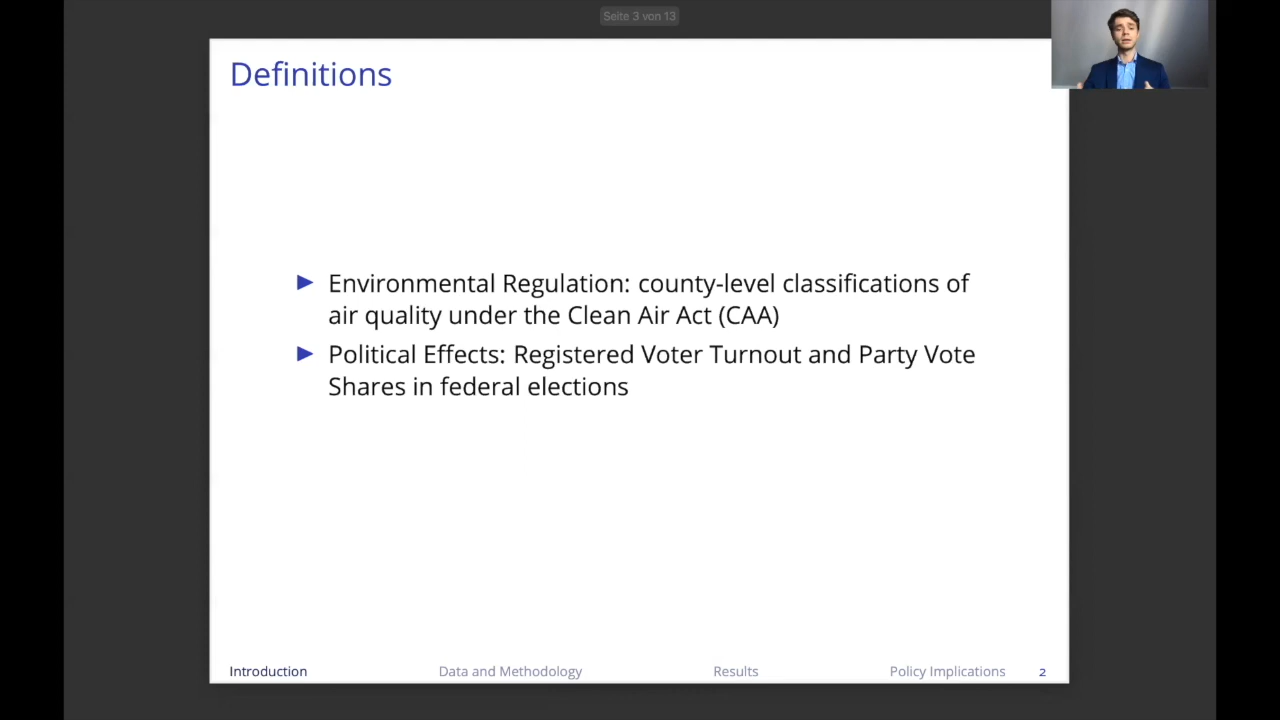 Seite 3 von 13
Definitions
Environmental Regulation: county-level classifications of
air quality under the Clean Air Act (CAA)
Political Effects: Registered Voter Turnout and Party Vote
Shares in federal elections
Introduction Data and Methodology Results Policy Implications 2